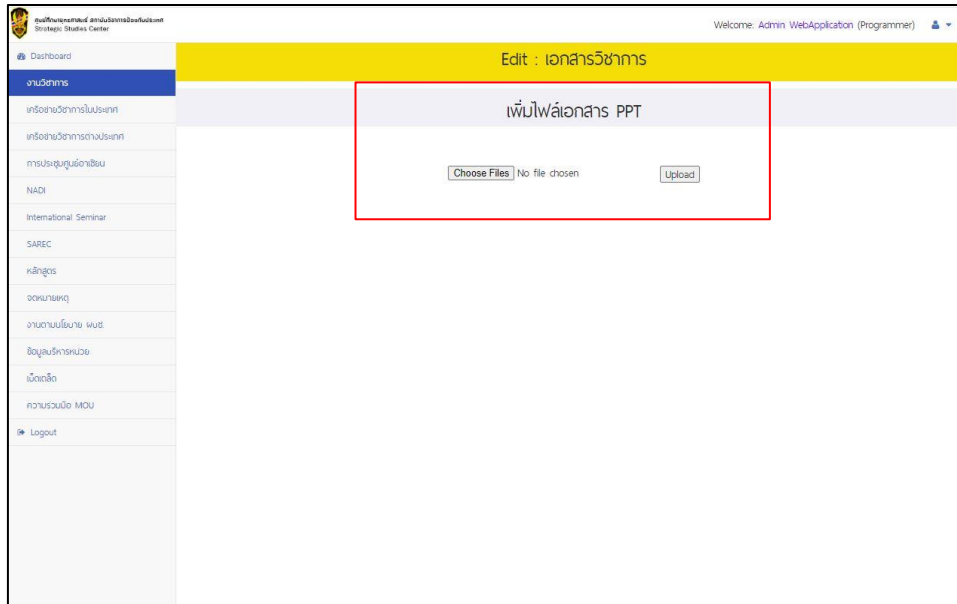 ศูนย์ศึกษายุทธศาสตร์ สถาบันวิชาการป้องกันประเทศ
Strategic Studies Center
Welcome: Admin WebApplication (Programmer)
Dashboard
งานวิชาการ
เครือข่ายวิชาการในประเทศ
เครือข่ายวิชาการต่างประเทศ
การประชุมศูนย์อาเซียน
NADI
International Seminar
SAREC
หลักสูตร
จดหมายเหตุ
งานตามนโยบาย ผบช.
ข้อมูลบริหารหน่วย
เบ็ดเตล็ด
ความร่วมมือ MOU
Logout
Edit : เอกสารวิชาการ
เพิ่มไฟล์เอกสาร PPT
Choose Files No file chosen
Upload